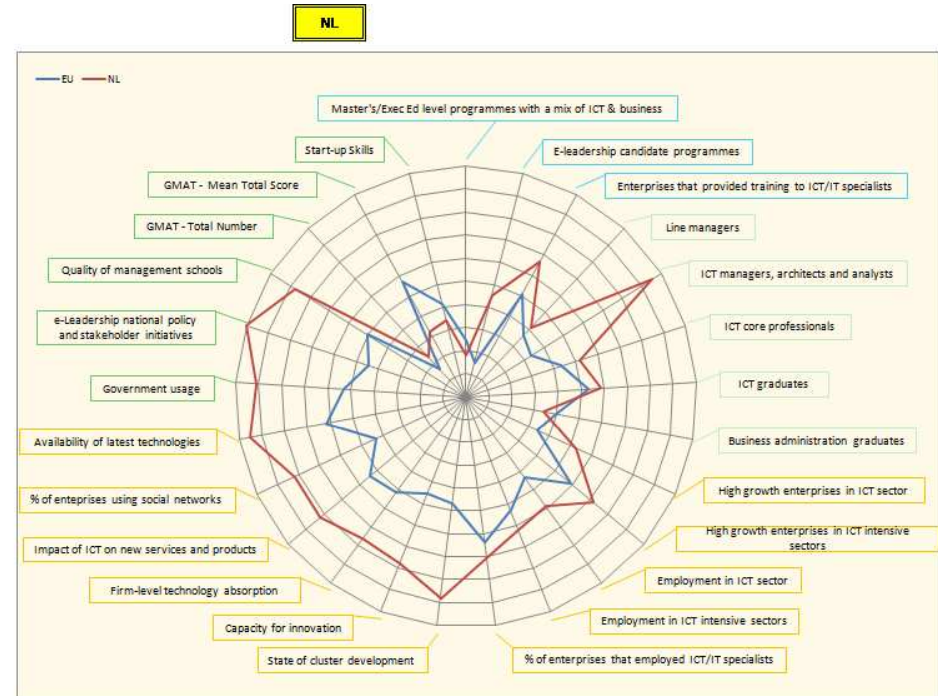 NL
EU NL
Master's/Exec Ed level programmes with a mix of ICT & business
Start-up Skills
E-leadership candidate programmes
GMAT - Mean Total Score
Enterprises that provided training to ICT/IT specialists
GMAT - Total Number
Line managers
Quality of management schools
ICT managers, architects and analysts
e-Leadership national policy
and stakeholder initiatives
ICT core professionals
Government usage
ICT graduates
Availability of latest technologies
Business administration graduates
% of enteprises using social networks
High growth enterprises in ICT sector
Impact of ICT on new services and products
High growth enterprises in ICT intensive
sectors
Firm-level technology absorption
Employment in ICT sector
Capacity for innovation
Employment in ICT intensive sectors
State of cluster development
% of enterprises that employed ICT/IT specialists